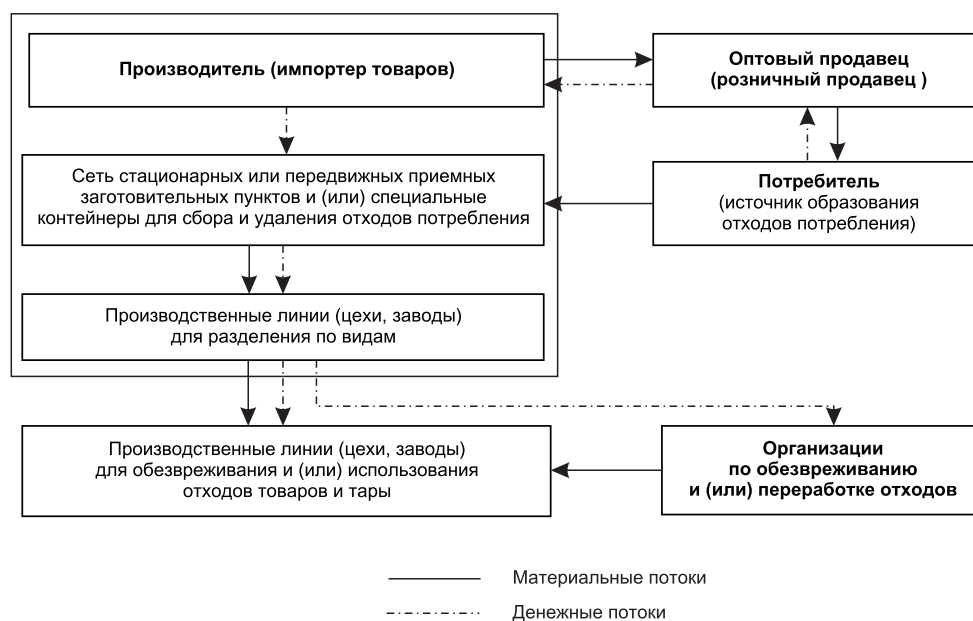 Производитель (импортер товаров)
Оптовый продавец
(розничный продавец )
Сеть стационарных или передвижных приемных
заготовительных пунктов и (или) специальные
контейнеры для сбора и удаления отходов потребления
Потребитель
(источник образования
отходов потребления)
Производственные линии (цехи, заводы)
для разделения по видам
Производственные линии (цехи, заводы)
для обезвреживания и (или) использования
отходов товаров и тары
Организации
по обезвреживанию
и (или) переработке отходов
Материальные потоки
Денежные потоки